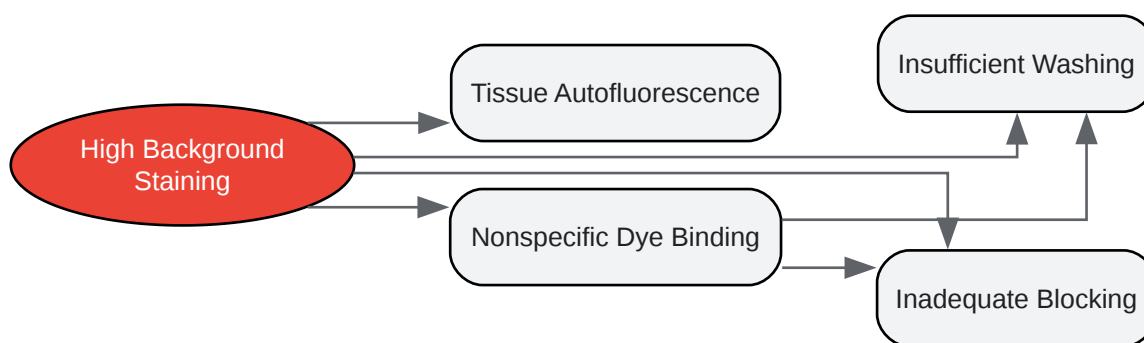 High Background
Staining
Tissue Autofluorescence
Nonspecific Dye Binding
Insufficient Washing
Inadequate Blocking